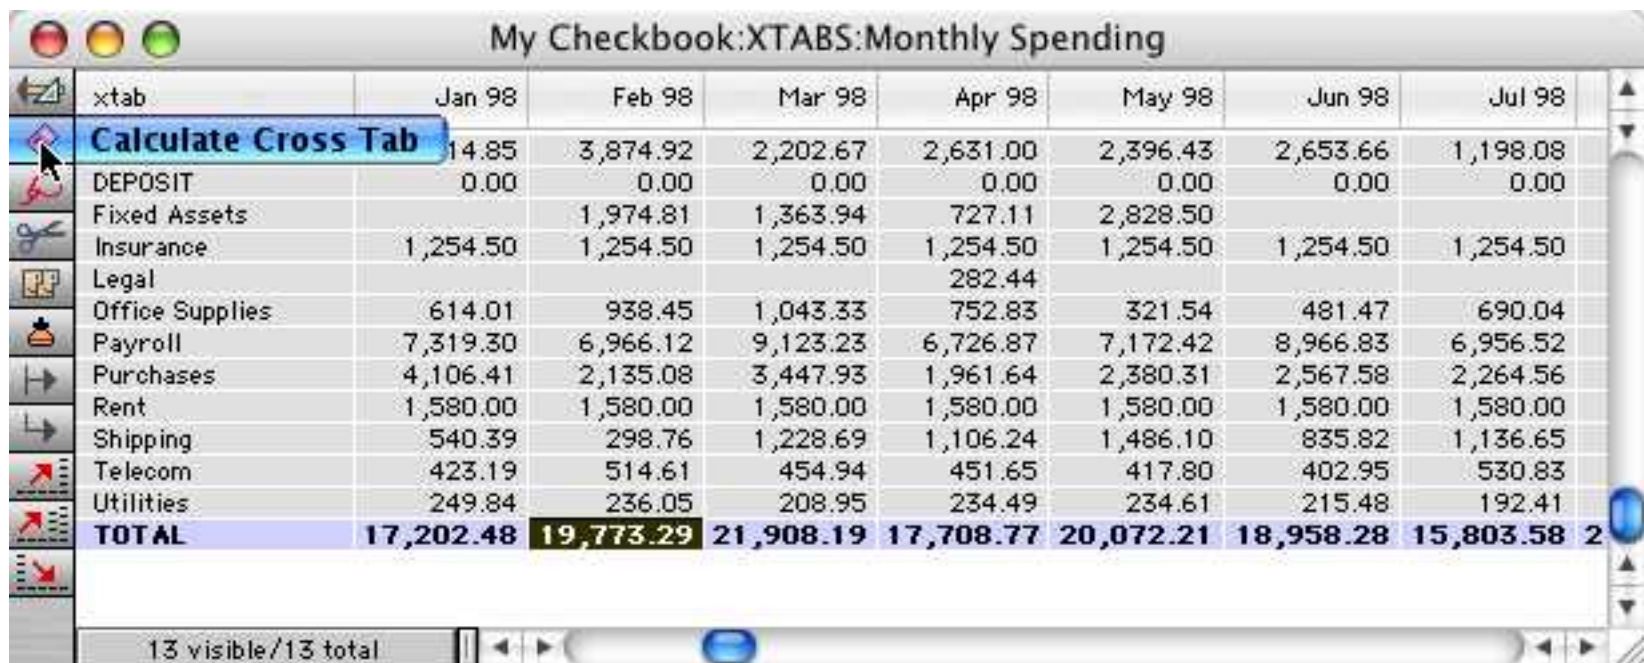 My Checkbook:XTABS:Monthly Spending
xtab Jan 98 Feb 98 Mar 98 Apr 98 May 98 Jun 98 Jul 98
Calculate Cross Tab 14.85 3,874.92 2,202.67 2,631.00 2,396.43 2,653.66 1,198.08
DEPOSIT 0.00 0.00 0.00 0.00 0.00 0.00 0.00
Fixed Assets 1,974.81 1,363.94 727.11 2,828.50
Insurance 1,254.50 1,254.50 1,254.50 1,254.50 1,254.50 1,254.50 1,254.50
Legal 282.44
Office Supplies 614.01 938.45 1,043.33 752.83 321.54 481.47 690.04
Payroll 7,319.30 6,966.12 9,123.23 6,726.87 7,172.42 8,966.83 6,956.52
Purchases 4,106.41 2,135.08 3,447.93 1,961.64 2,380.31 2,567.58 2,264.56
Rent 1,580.00 1,580.00 1,580.00 1,580.00 1,580.00 1,580.00 1,580.00
Shipping 540.39 298.76 1,228.69 1,106.24 1,486.10 835.82 1,136.65
Telecom 423.19 514.61 454.94 451.65 417.80 402.95 530.83
Utilities 249.84 236.05 208.95 234.49 234.61 215.48 192.41
TOTAL 17,202.48 19,773.29 21,908.19 17,708.77 20,072.21 18,958.28 15,803.58 2
13 visible/13 total